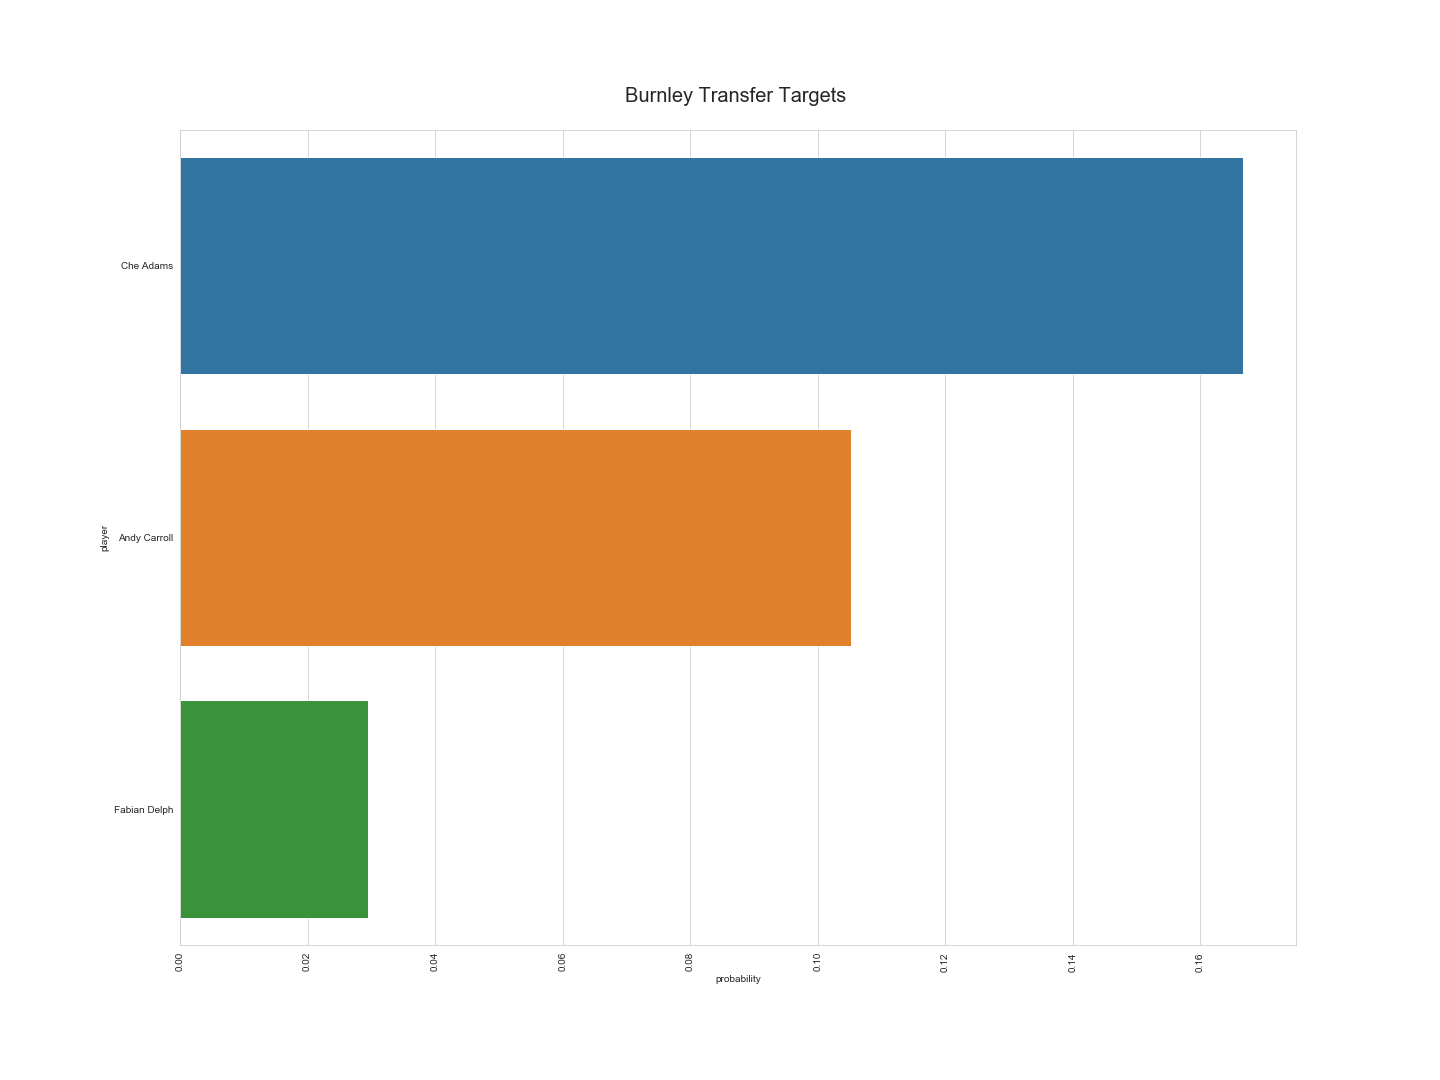 Burnley Transfer Targets
Che Adams
Andy Carroll
Fabian Delph
player
0.00 0.02 0.04 0.06 0.08 0.10 0.12 0.14 0.16
probability